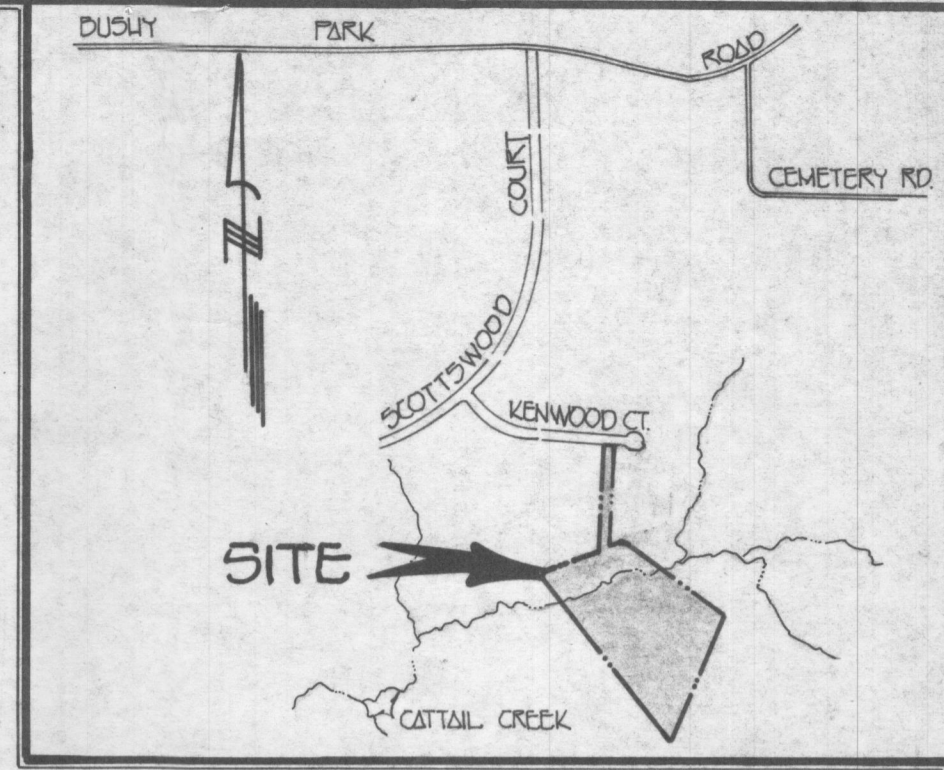 BUSHY PARK ROAD
COURT
CEMETERY RD.
N
SCOTTSWOOD
KENWOOD CT.
SITE
CATTAIL CREEK